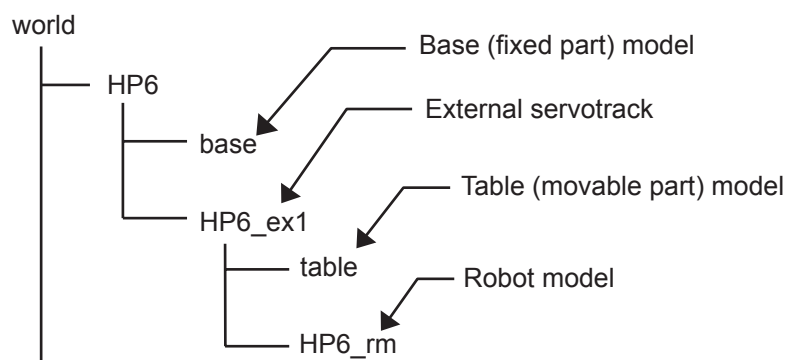 world
Base (fixed part) model
HP6
External servotrack
base
Table (movable part) model
HP6_ex1
table
Robot model
HP6_rm